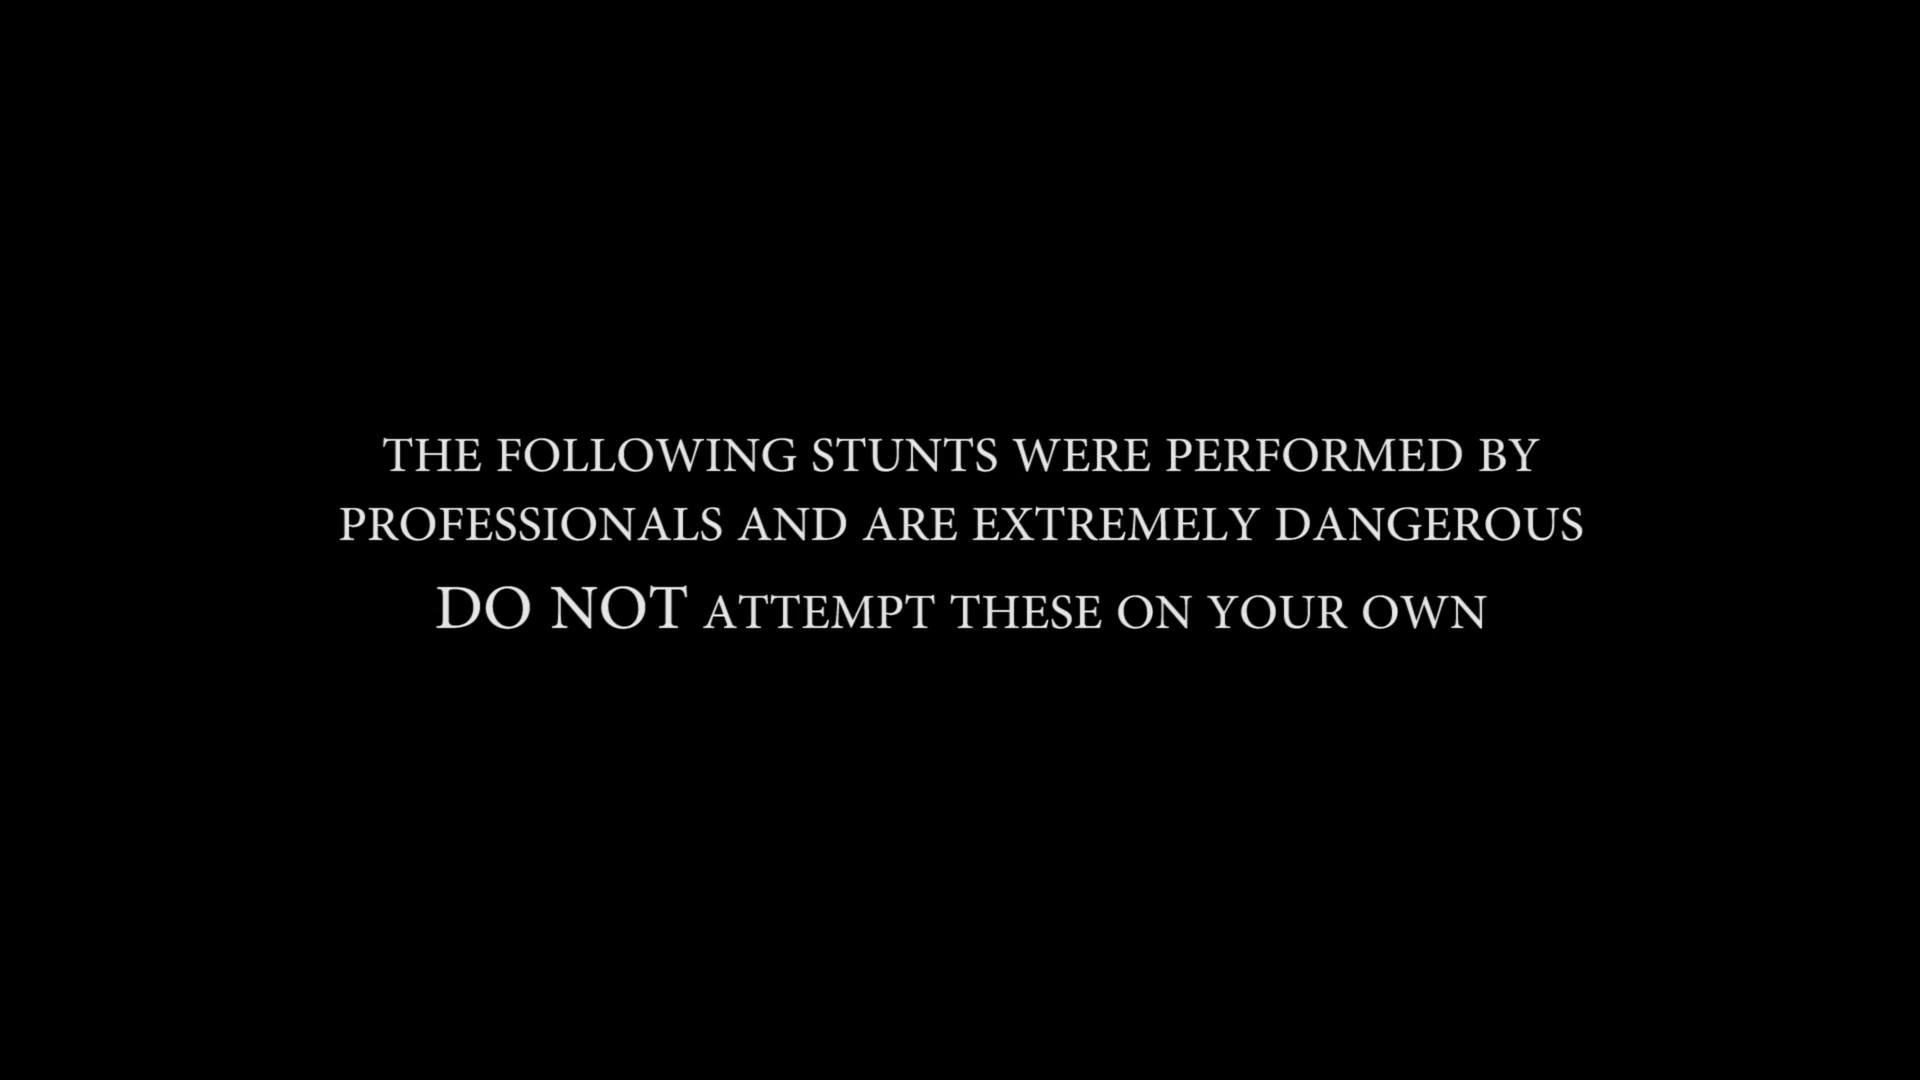 THE FOLLOWING STUNTS WERE PERFORMED BY
PROFESSIONALS AND ARE EXTREMELY DANGEROUS
DO NOT ATTEMPT THESE ON YOUR OWN